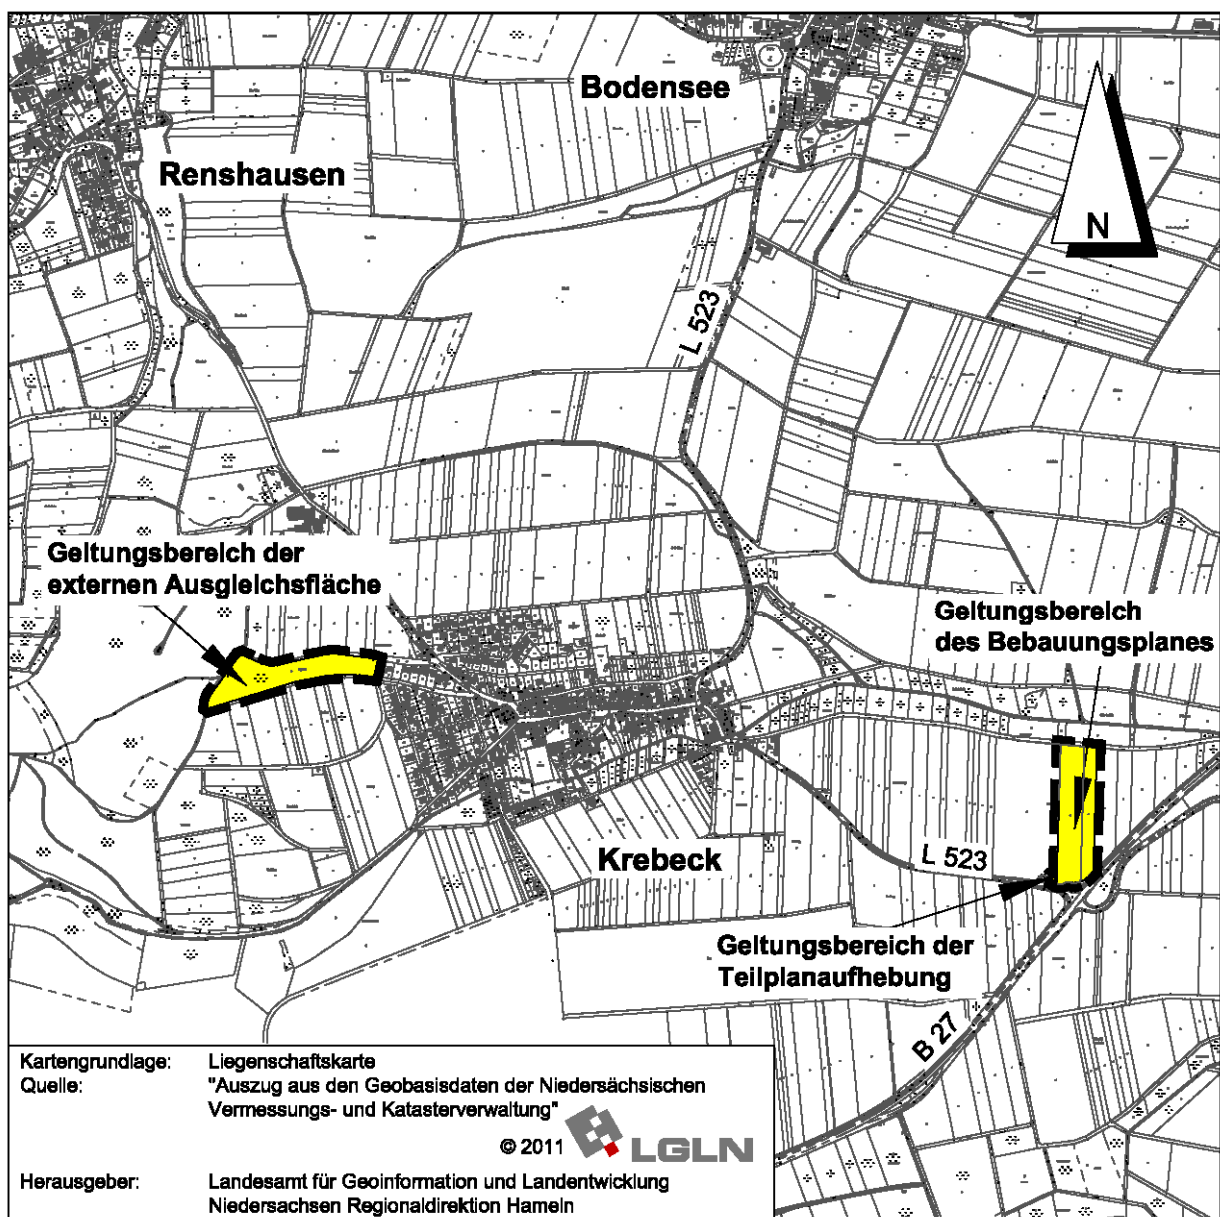 Bodensee
Renshausen
N
L 523
Geltungsbereich der
externen Ausgleichsfläche
Geltungsbereich
des Bebauungsplanes
Krebeck
L 523
Geltungsbereich der
Teilplanaufhebung
B 27
Kartengrundlage: Liegenschaftskarte
Quelle: "Auszug aus den Geobasisdaten der Niedersächsischen
Vermessungs- und Katasterverwaltung"
© 2011 LGLN
Herausgeber: Landesamt für Geoinformation und Landentwicklung
Niedersachsen Regionaldirektion Hameln